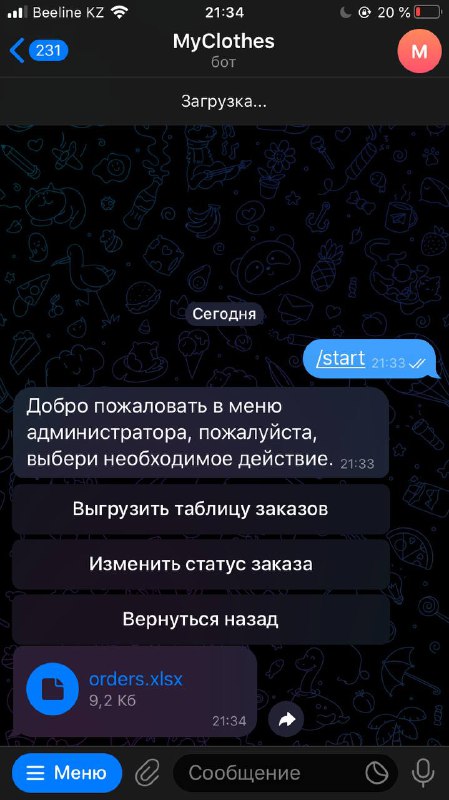 Beeline KZ 21:34 20 %
231 MyClothes M
бот
Загрузка...
Сегодня
/start 21:33
Добро пожаловать в меню
администратора, пожалуйста,
выбери необходимое действие. 21:33
Выгрузить таблицу заказов
Изменить статус заказа
Вернуться назад
orders.xlsx
9,2 Кб
21:34
Меню Сообщение